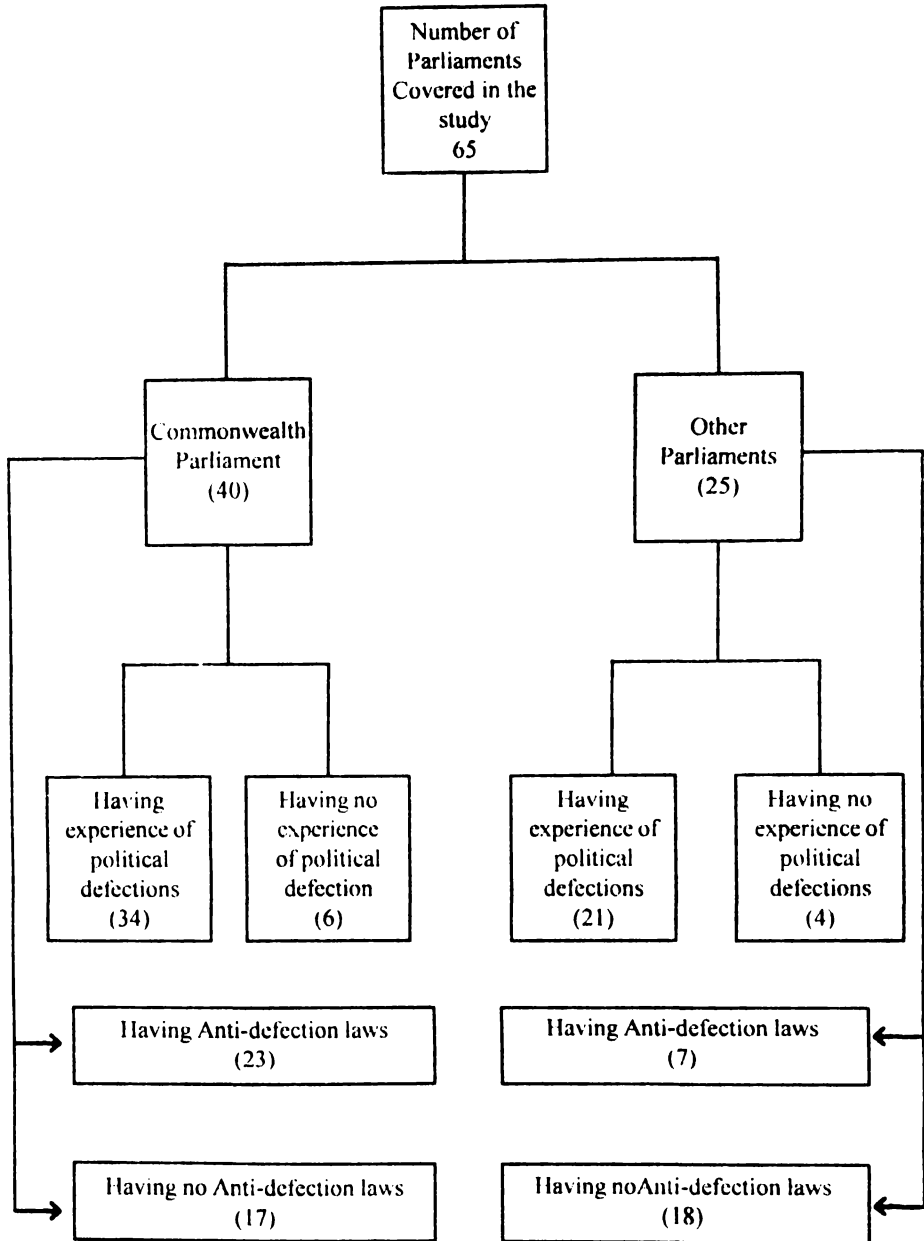 Number of
Parliaments
Covered in the
study
65
Commonwealth
Parliament
(40)
Other
Parliaments
(25)
Having
experience of
political
defections
(34)
Having no
experience
of political
defection
(6)
Having
experience of
political
defections
(21)
Having no
experience of
political
defections
(4)
Having Anti-defection laws
(23)
Having Anti-defection laws
(7)
Having no Anti-defection laws
(17)
Having noAnti-defection laws
(18)